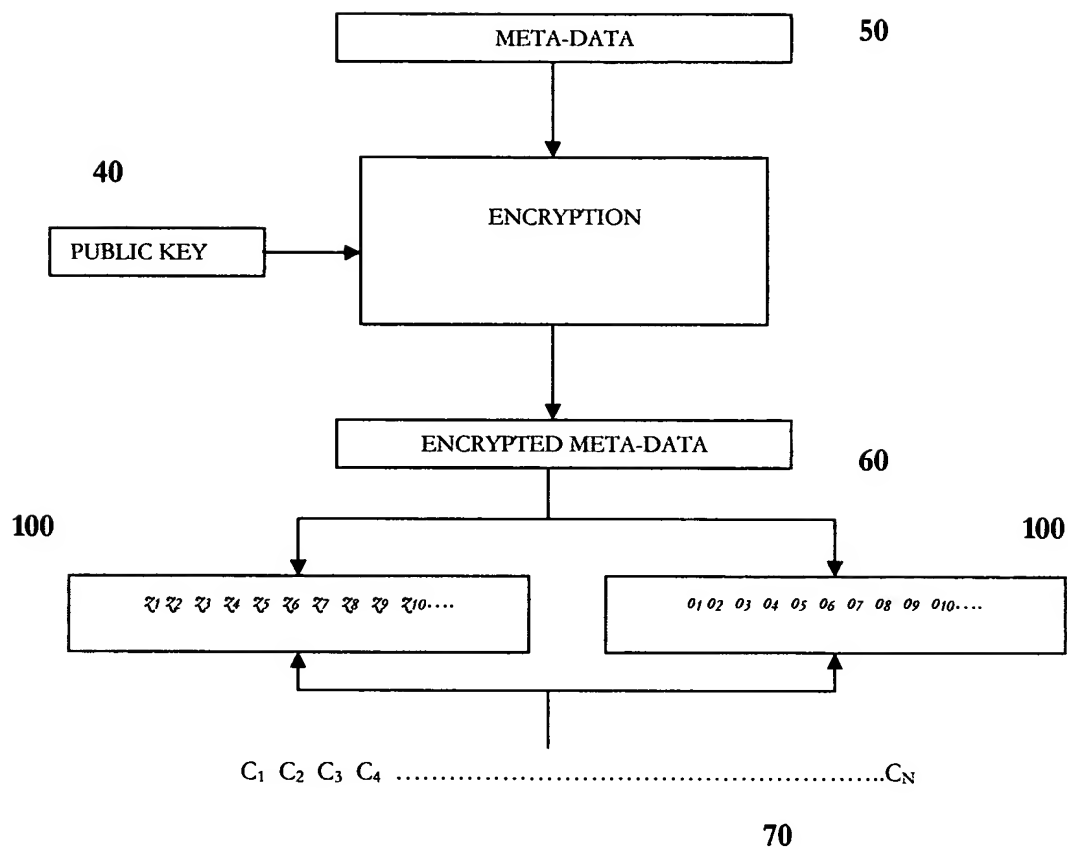 META-DATA 50
40
ENCRYPTION
PUBLIC KEY
ENCRYPTED META-DATA
60
100 100
z1 z2 z3 z4 z5 z6 z7 z8 z9 z10....
o1 o2 o3 o4 o5 o6 o7 o8 o9 o10....
C1 C2 C3 C4 ...................................................CN
70